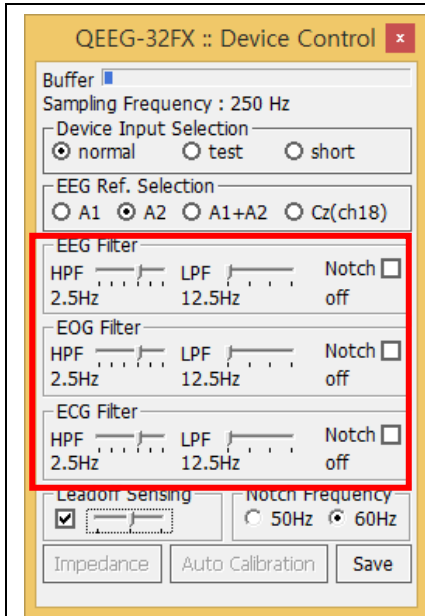 QEEG-32FX :: Device Control x
Buffer
Sampling Frequency : 250 Hz
Device Input Selection
normal test short
EEG Ref. Selection
A1 A2 A1+A2 Cz(ch18)
EEG Filter
HPF LPF Notch
2.5Hz 12.5Hz off
EOG Filter
HPF LPF Notch
2.5Hz 12.5Hz off
ECG Filter
HPF LPF Notch
2.5Hz 12.5Hz off
Leadoff Sensing Notch Frequency
50Hz 60Hz
Impedance Auto Calibration Save